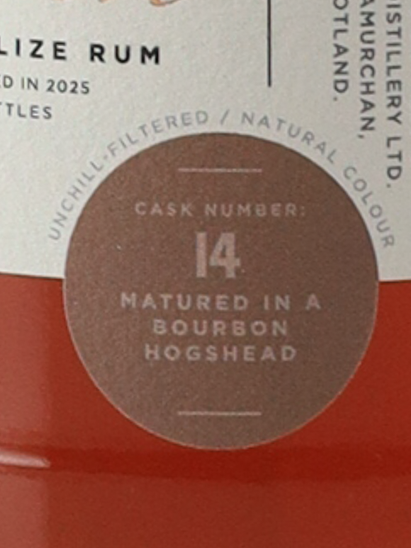 LIZE RUM
D IN 2025
TTLES
ISTILLERY LTD.
AMURCHAN,
OTLAND.
UNCHILL-FILTERED / NATURAL COLOUR
CASK NUMBER:
14
MATURED IN A
BOURBON
HOGSHEAD